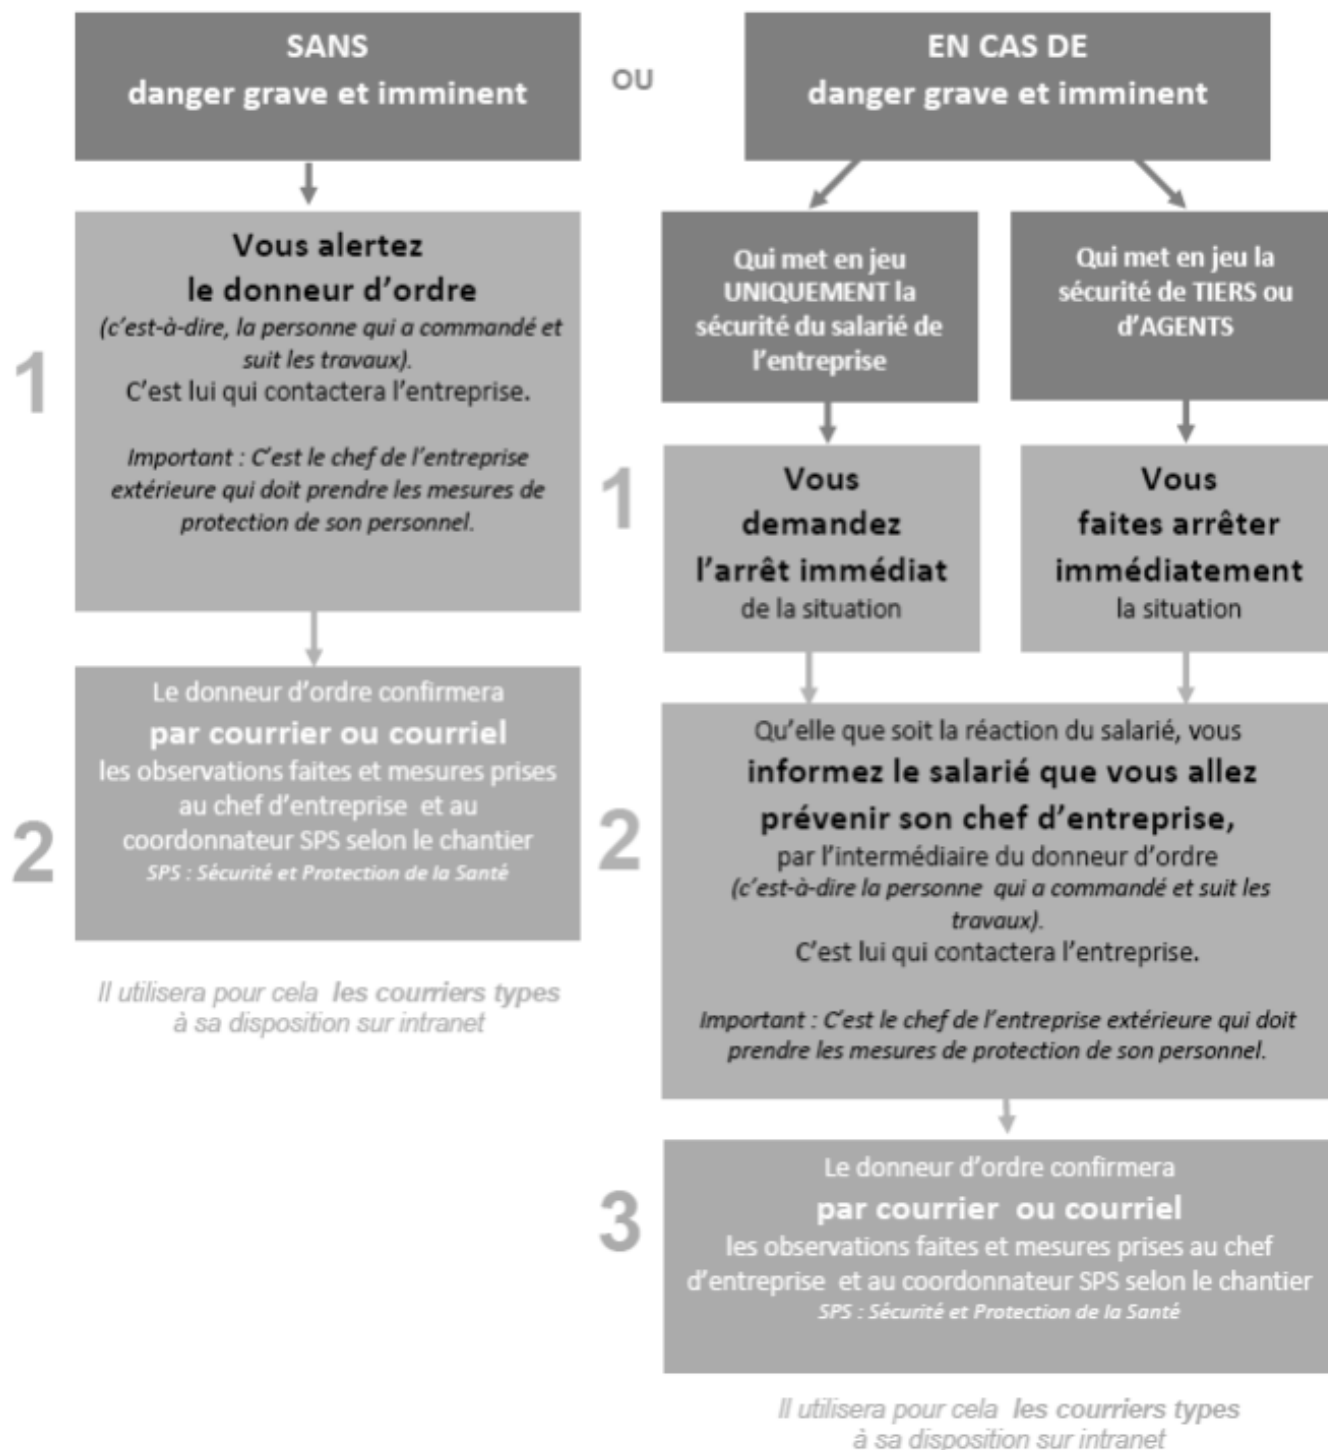 SANS
danger grave et imminent
OU
EN CAS DE
danger grave et imminent
1
Vous alertez
le donneur d'ordre
(c'est-à-dire, la personne qui a commandé et
suit les travaux).
C'est lui qui contactera l'entreprise.
Important : C'est le chef de l'entreprise
extérieure qui doit prendre les mesures de
protection de son personnel.
2
Le donneur d'ordre confirmera
par courrier ou courriel
les observations faites et mesures prises
au chef d'entreprise et au
coordonnateur SPS selon le chantier
SPS : Sécurité et Protection de la Santé
Il utilisera pour cela les courriers types
à sa disposition sur intranet
Qui met en jeu
UNIQUEMENT la
sécurité du salarié de
l'entreprise
Qui met en jeu la
sécurité de TIERS ou
d'AGENTS
1
Vous
demandez
l'arrêt immédiat
de la situation
Vous
faites arrêter
immédiatement
la situation
2
Qu'elle que soit la réaction du salarié, vous
informez le salarié que vous allez
prévenir son chef d'entreprise,
par l'intermédiaire du donneur d'ordre
(c'est-à-dire la personne qui a commandé et suit les
travaux).
C'est lui qui contactera l'entreprise.
Important : C'est le chef de l'entreprise extérieure qui doit
prendre les mesures de protection de son personnel.
3
Le donneur d'ordre confirmera
par courrier ou courriel
les observations faites et mesures prises au chef
d'entreprise et au coordonnateur SPS selon le chantier
SPS : Sécurité et Protection de la Santé
Il utilisera pour cela les courriers types
à sa disposition sur intranet